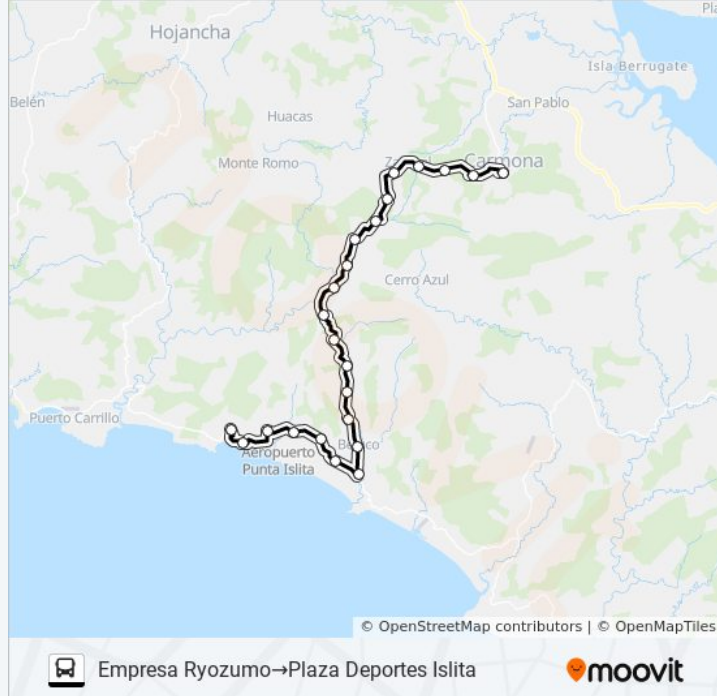 Pla
Hojancha
Isla Berrugate
Belén
San Pablo
Huacas
Monte Romo
Carmona
Cerro Azul
Puerto Carrillo
Aeropuerto
Punta Islita
© OpenStreetMap contributors | © OpenMapTiles
Empresa Ryozumo→Plaza Deportes Islita
moovit